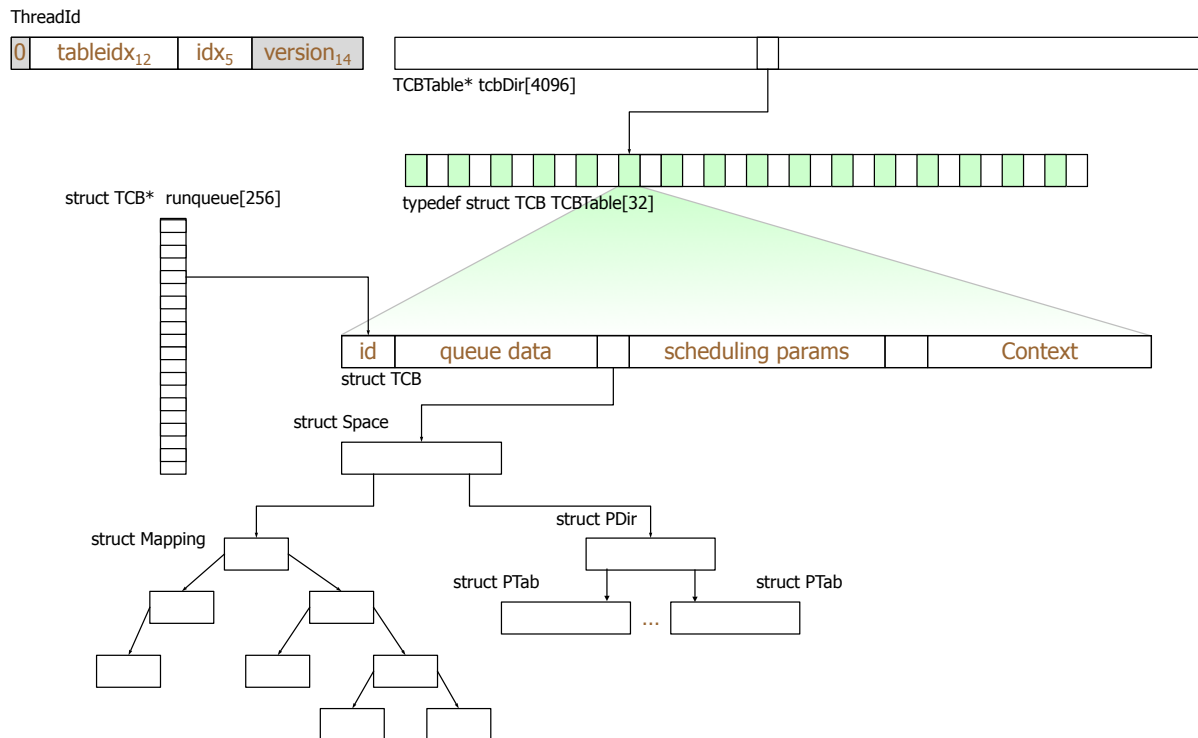 ThreadId
0 tableidx₁₂ idx₅ version₁₄
TCBTable* tcbDir[4096]
struct TCB* runqueue[256]
typedef struct TCB TCBTable[32]
id queue data scheduling params Context
struct TCB
struct Space
struct Mapping
struct PDir
struct PTab
struct PTab
...